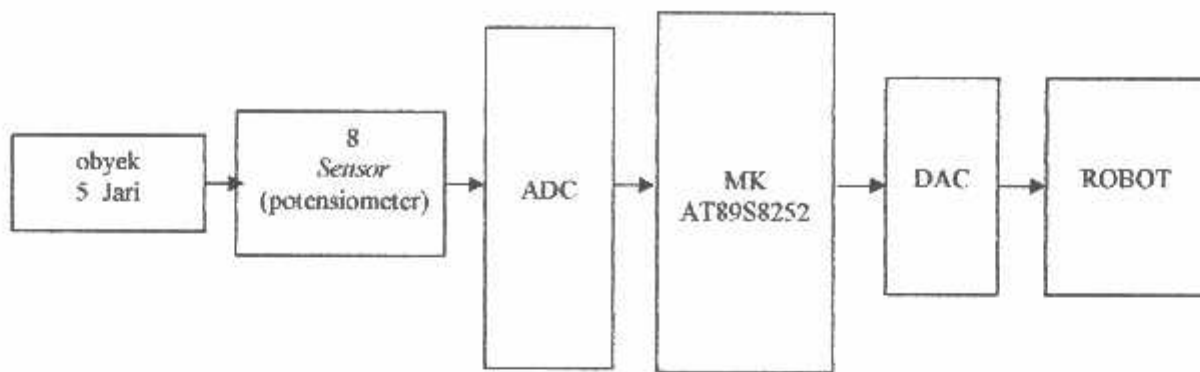 obyek
5 Jari
8
Sensor
(potensiometer)
ADC
MK
AT89S8252
DAC
ROBOT